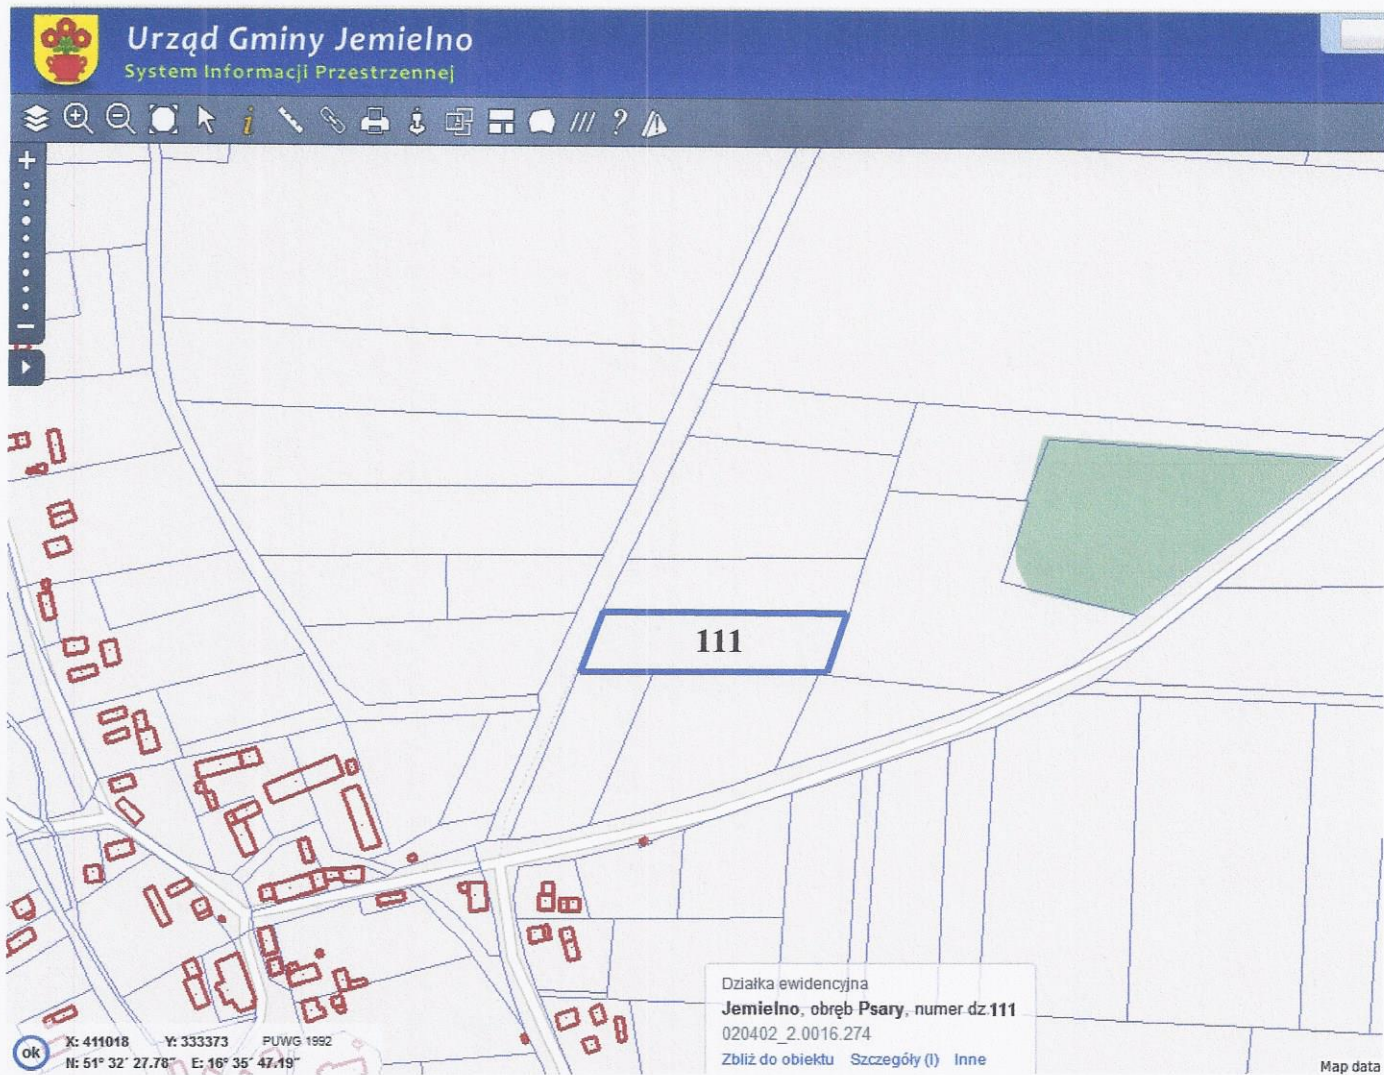 Urząd Gminy Jemielno
System Informacji Przestrzennej
111
Działka ewidencyjna
Jemielno, obręb Psary, numer dz.111
020402_2.0016.274
Zbliż do obiektu Szczegóły (i) Inne
ok
X: 411018 Y: 333373 PUWG 1992
N: 51° 32' 27.78" E: 16° 35' 47.19"
Map data